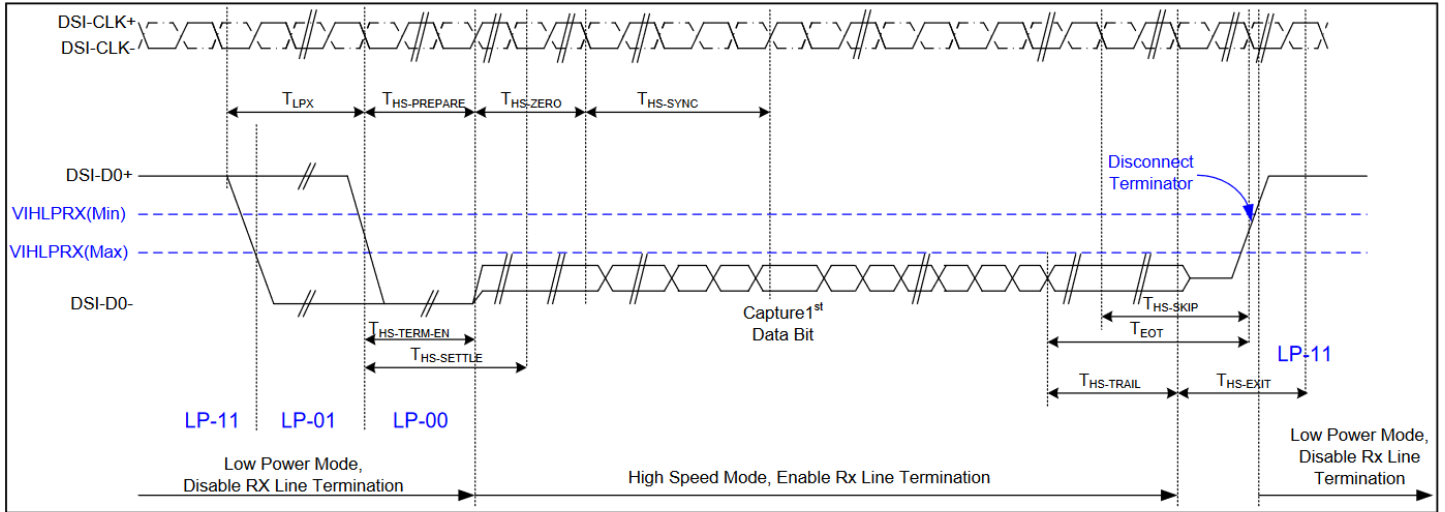 DSI-CLK+
DSI-CLK-
TLPX
THS-PREPARE
THS-ZERO
THS-SYNC
DSI-D0+
Disconnect
Terminator
VIHLPRX(Min)
VIHLPRX(Max)
DSI-D0-
Capture1st
Data Bit
THS-SKIP
THS-TERM-EN
TEOT
THS-SETTLE
LP-11
THS-TRAIL
THS-EXIT
LP-11
LP-01
LP-00
Low Power Mode,
Disable RX Line Termination
High Speed Mode, Enable Rx Line Termination
Low Power Mode,
Disable Rx Line
Termination